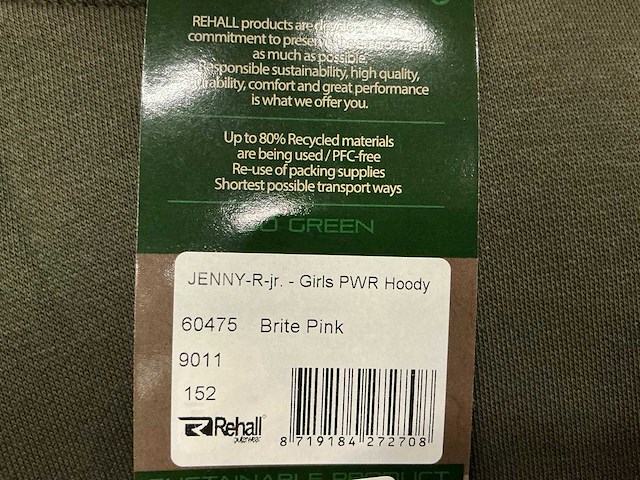 REHALL products are
commitment to
as much as possible.
Responsible sustainability, high quality,
durability, comfort and great performance
is what we offer you.
Up to 80% Recycled materials
are being used / PFC-free
Re-use of packing supplies
Shortest possible transport ways
GREEN
JENNY-R-jr. - Girls PWR Hoody
60475 Brite Pink
9011
152
Rehall
8 719184 272708
SUSTAINABLE PRODUCT